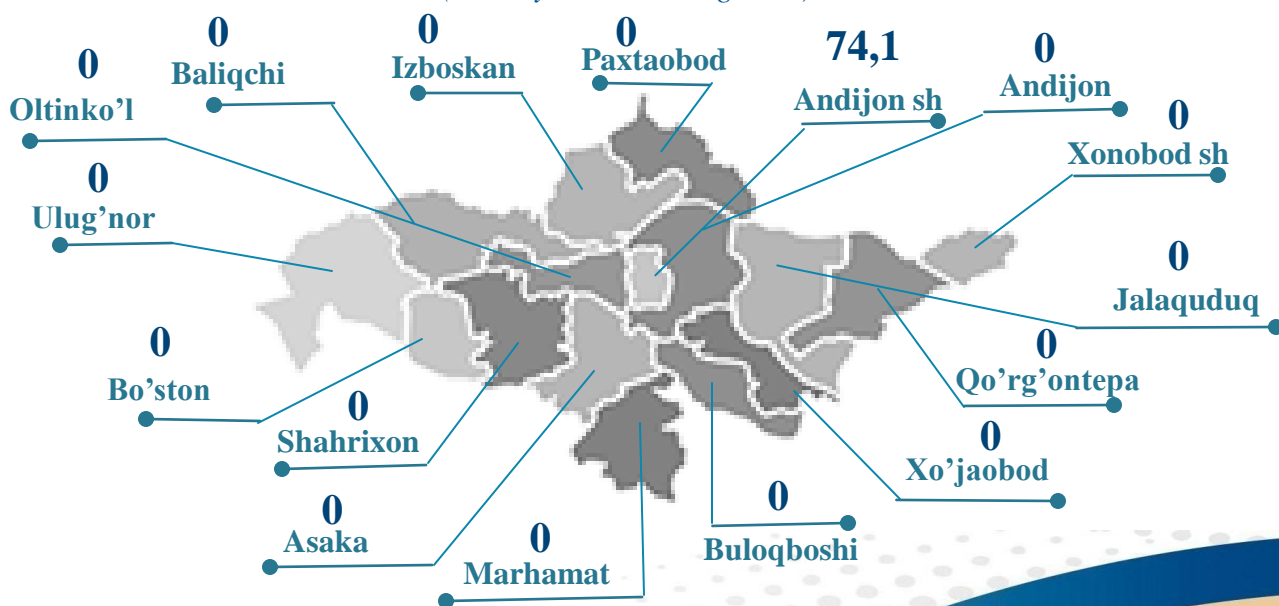 0
Baliqchi
0
Izboskan
0
Paxtaobod
74,1
Andijon sh
0
Andijon
0
Oltinko’l
0
Xonobod sh
0
Ulug’nor
0
Jalaquduq
0
Bo’ston
0
Qo’rg’ontepa
0
Shahrixon
0
Xo’jaobod
0
Asaka
0
Marhamat
0
Buloqboshi